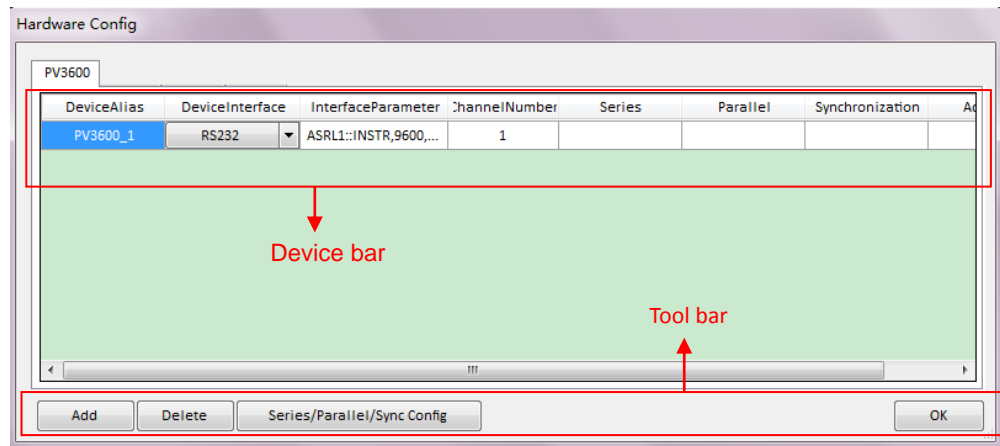 Hardware Config
PV3600
DeviceAlias DeviceInterface InterfaceParameter ChannelNumber Series Parallel Synchronization Ad
PV3600_1 RS232 ASRL1::INSTR,9600,... 1
Device bar
Tool bar
Add Delete Series/Parallel/Sync Config OK